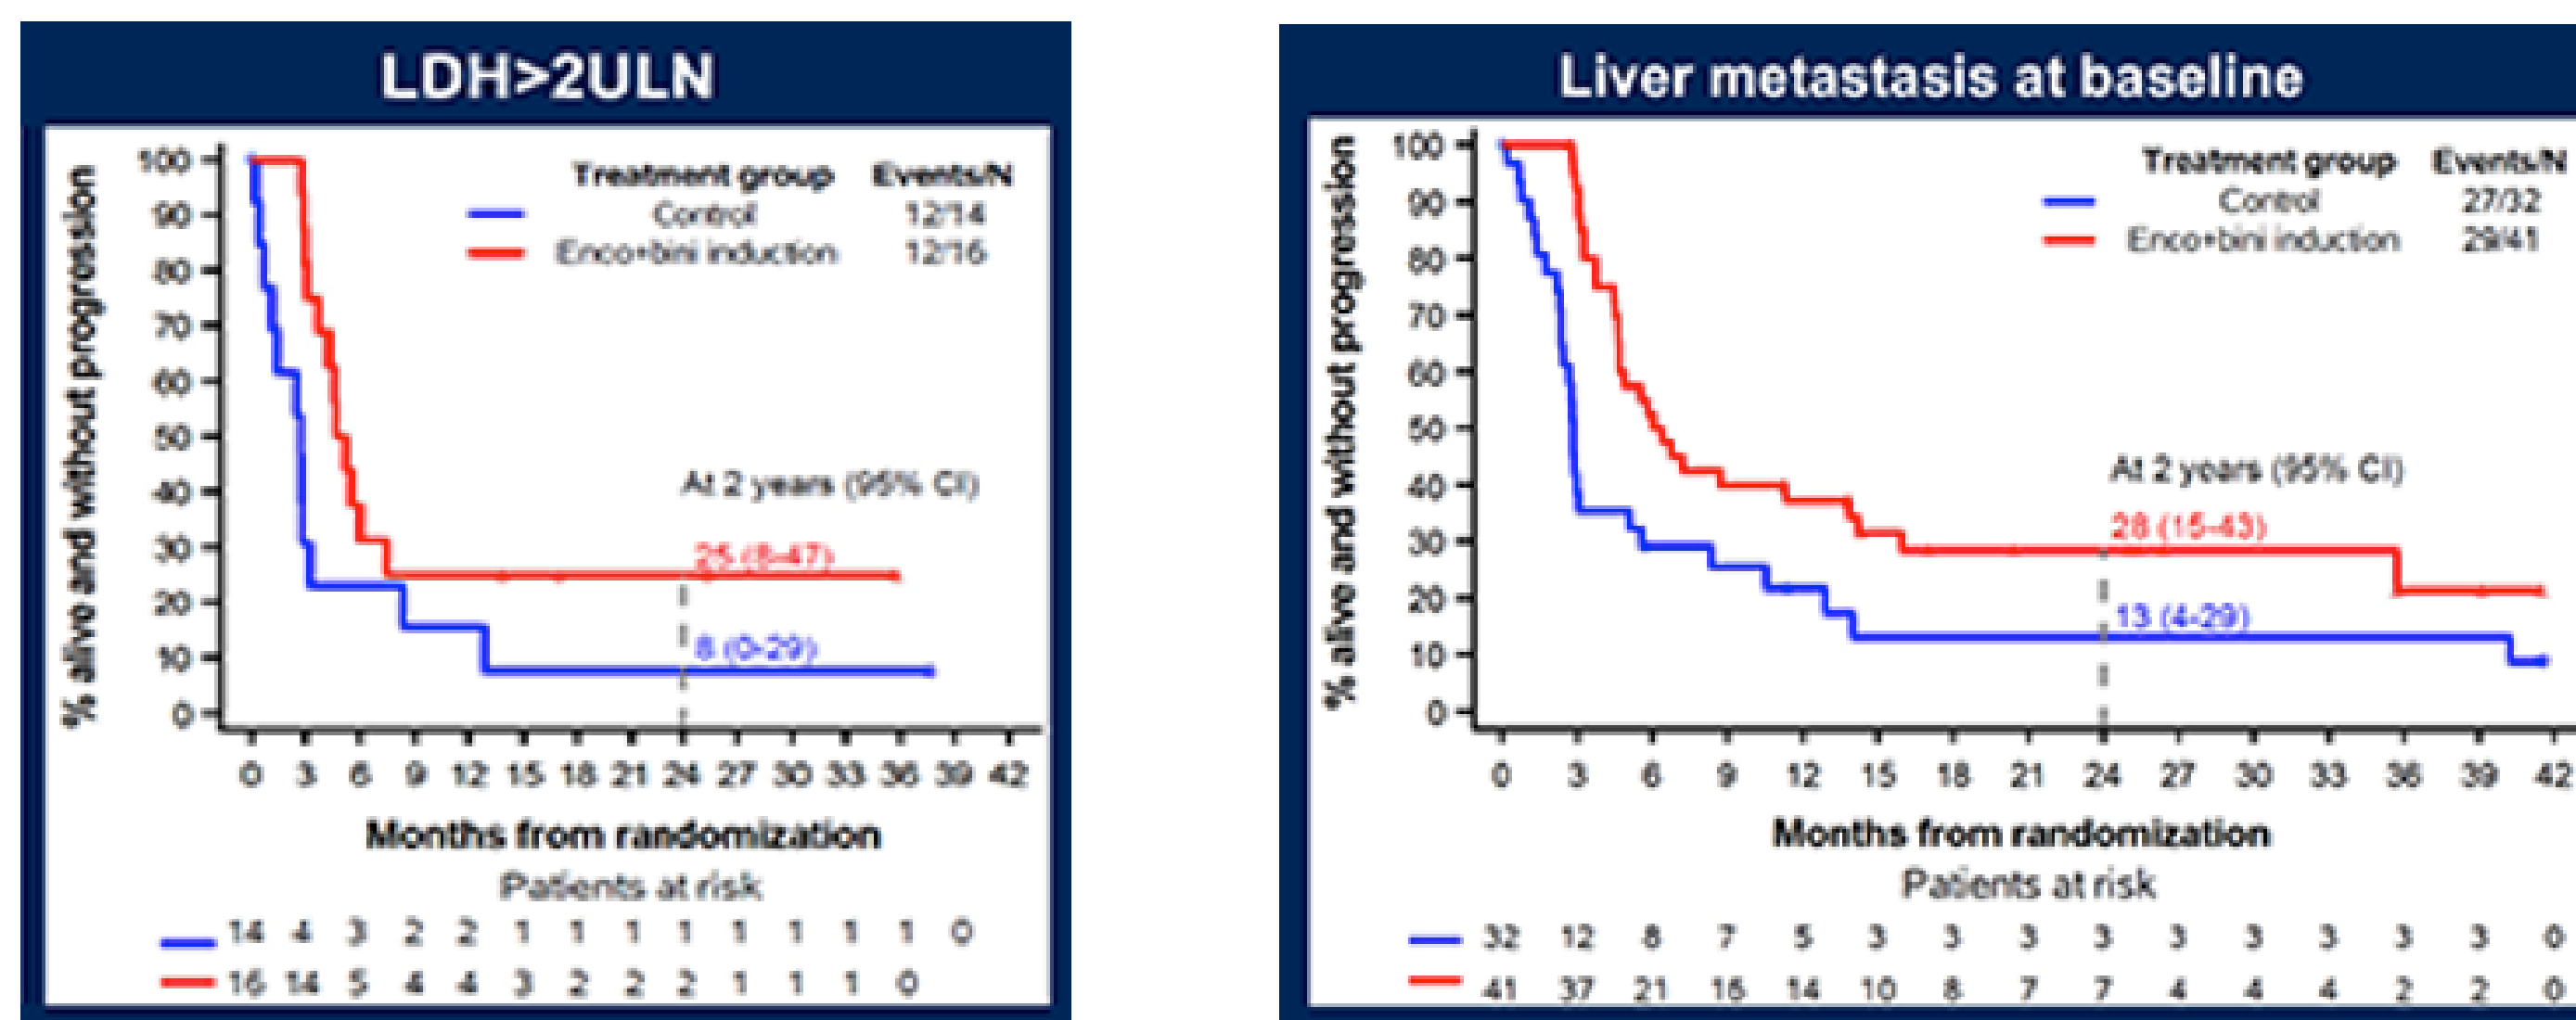 LDH>2ULN
% alive and without progression
100
90
80
70
60
50
40
30
20
10
0
Treatment group Events/N
Control 12/14
Enco+bini induction 12/16
At 2 years (95% CI)
25 (8-47)
8 (0-29)
0 3 6 9 12 15 18 21 24 27 30 33 36 39 42
Months from randomization
Patients at risk
14 4 3 2 2 1 1 1 1 1 1 1 1 0
16 14 5 4 4 3 2 2 2 1 1 1 0
Liver metastasis at baseline
% alive and without progression
100
90
80
70
60
50
40
30
20
10
0
Treatment group Events/N
Control 27/32
Enco+bini induction 29/41
At 2 years (95% CI)
28 (15-43)
13 (4-29)
0 3 6 9 12 15 18 21 24 27 30 33 36 39 42
Months from randomization
Patients at risk
32 12 8 7 5 3 3 3 3 3 3 3 3 3 0
41 37 21 16 14 10 8 7 7 4 4 4 2 2 0